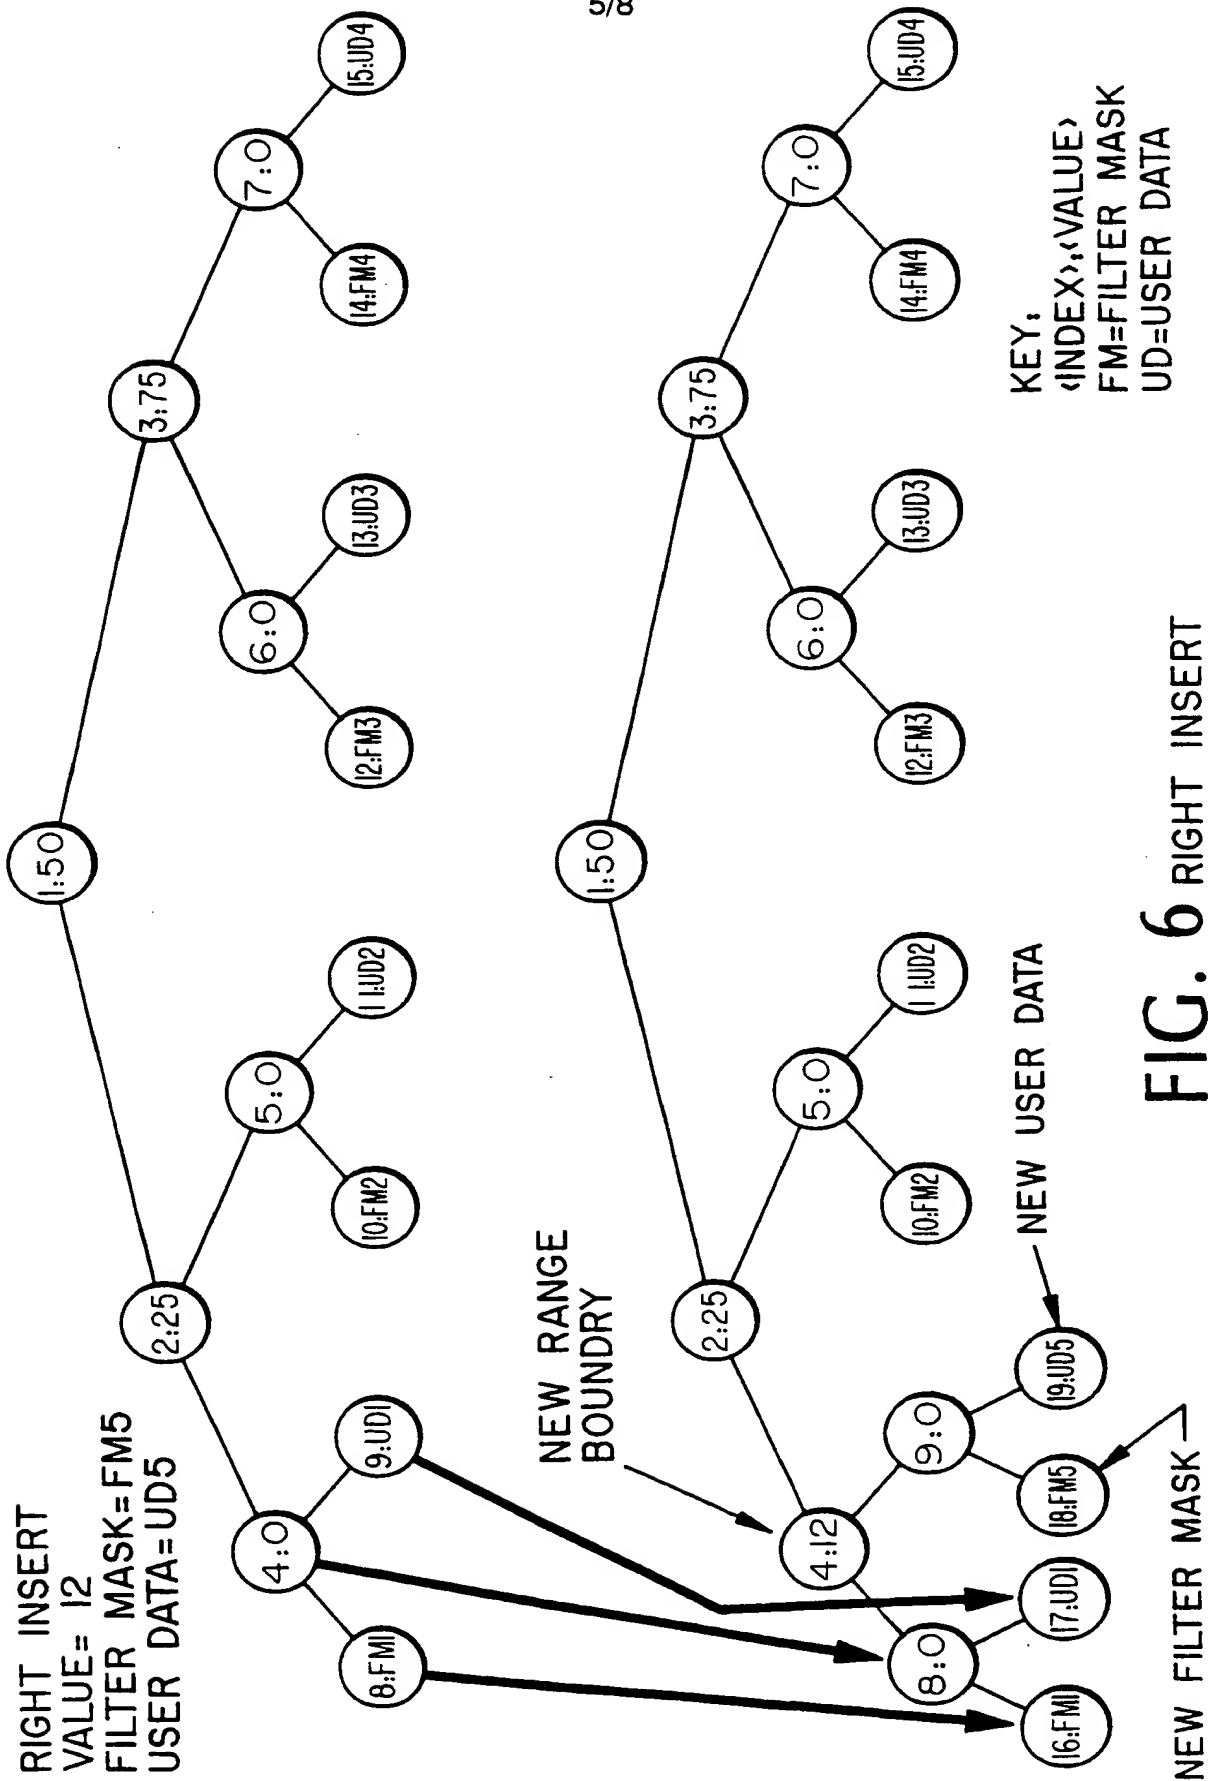 5/8
RIGHT INSERT
VALUE= 12
FILTER MASK=FM5
USER DATA=UD5
1:50
2:25
3:75
4:0
5:0
6:0
7:0
8:FM1
9:UD1
10:FM2
11:UD2
12:FM3
13:UD3
14:FM4
15:UD4
NEW RANGE
BOUNDRY
1:50
2:25
3:75
4:12
5:0
6:0
7:0
8:0
9:0
10:FM2
11:UD2
12:FM3
13:UD3
14:FM4
15:UD4
16:FM1
17:UD1
18:FM5
19:UD5
NEW USER DATA
NEW FILTER MASK
KEY:
<INDEX>:<VALUE>
FM=FILTER MASK
UD=USER DATA
FIG. 6 RIGHT INSERT